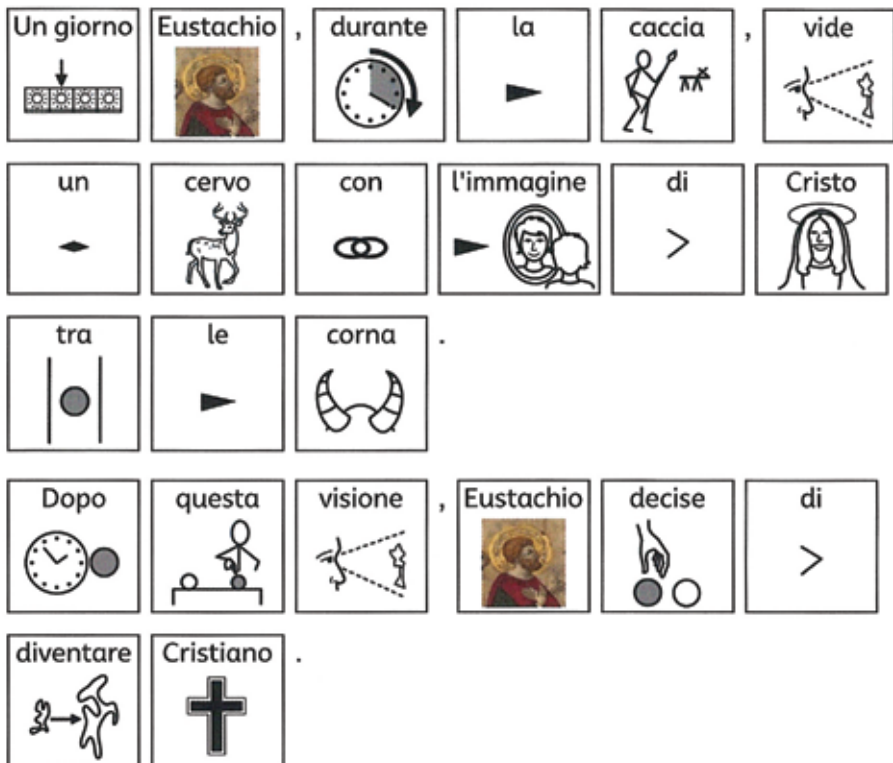 Un giorno Eustachio , durante la caccia , vide
un cervo con l'immagine di Cristo
tra le corna .
Dopo questa visione , Eustachio decise di
diventare Cristiano .